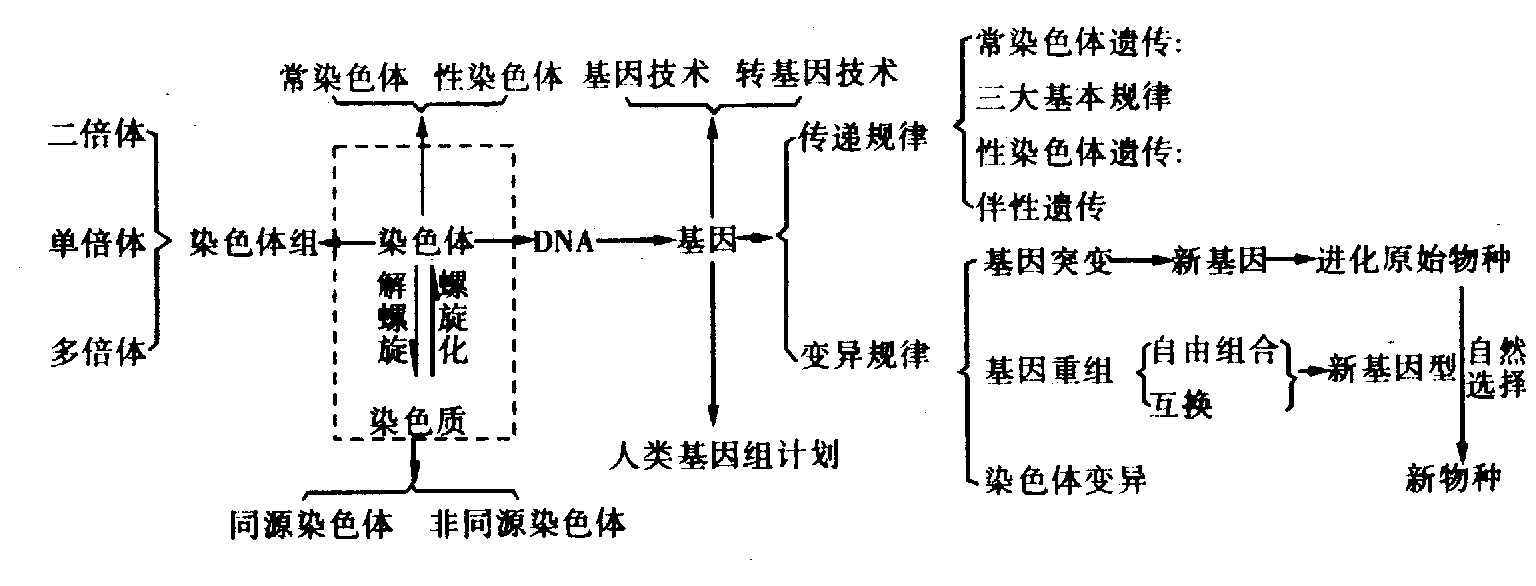 常染色体遗传:
常染色体 性染色体 基因技术 转基因技术
三大基本规律
二倍体
传递规律
性染色体遗传:
伴性遗传
单倍体 染色体组 染色体 DNA 基因
基因突变 新基因 进化原始物种
解螺旋
螺旋化
多倍体
变异规律
基因重组
自由组合
互换
新基因型
自然选择
染色质
人类基因组计划
染色体变异
新物种
同源染色体 非同源染色体